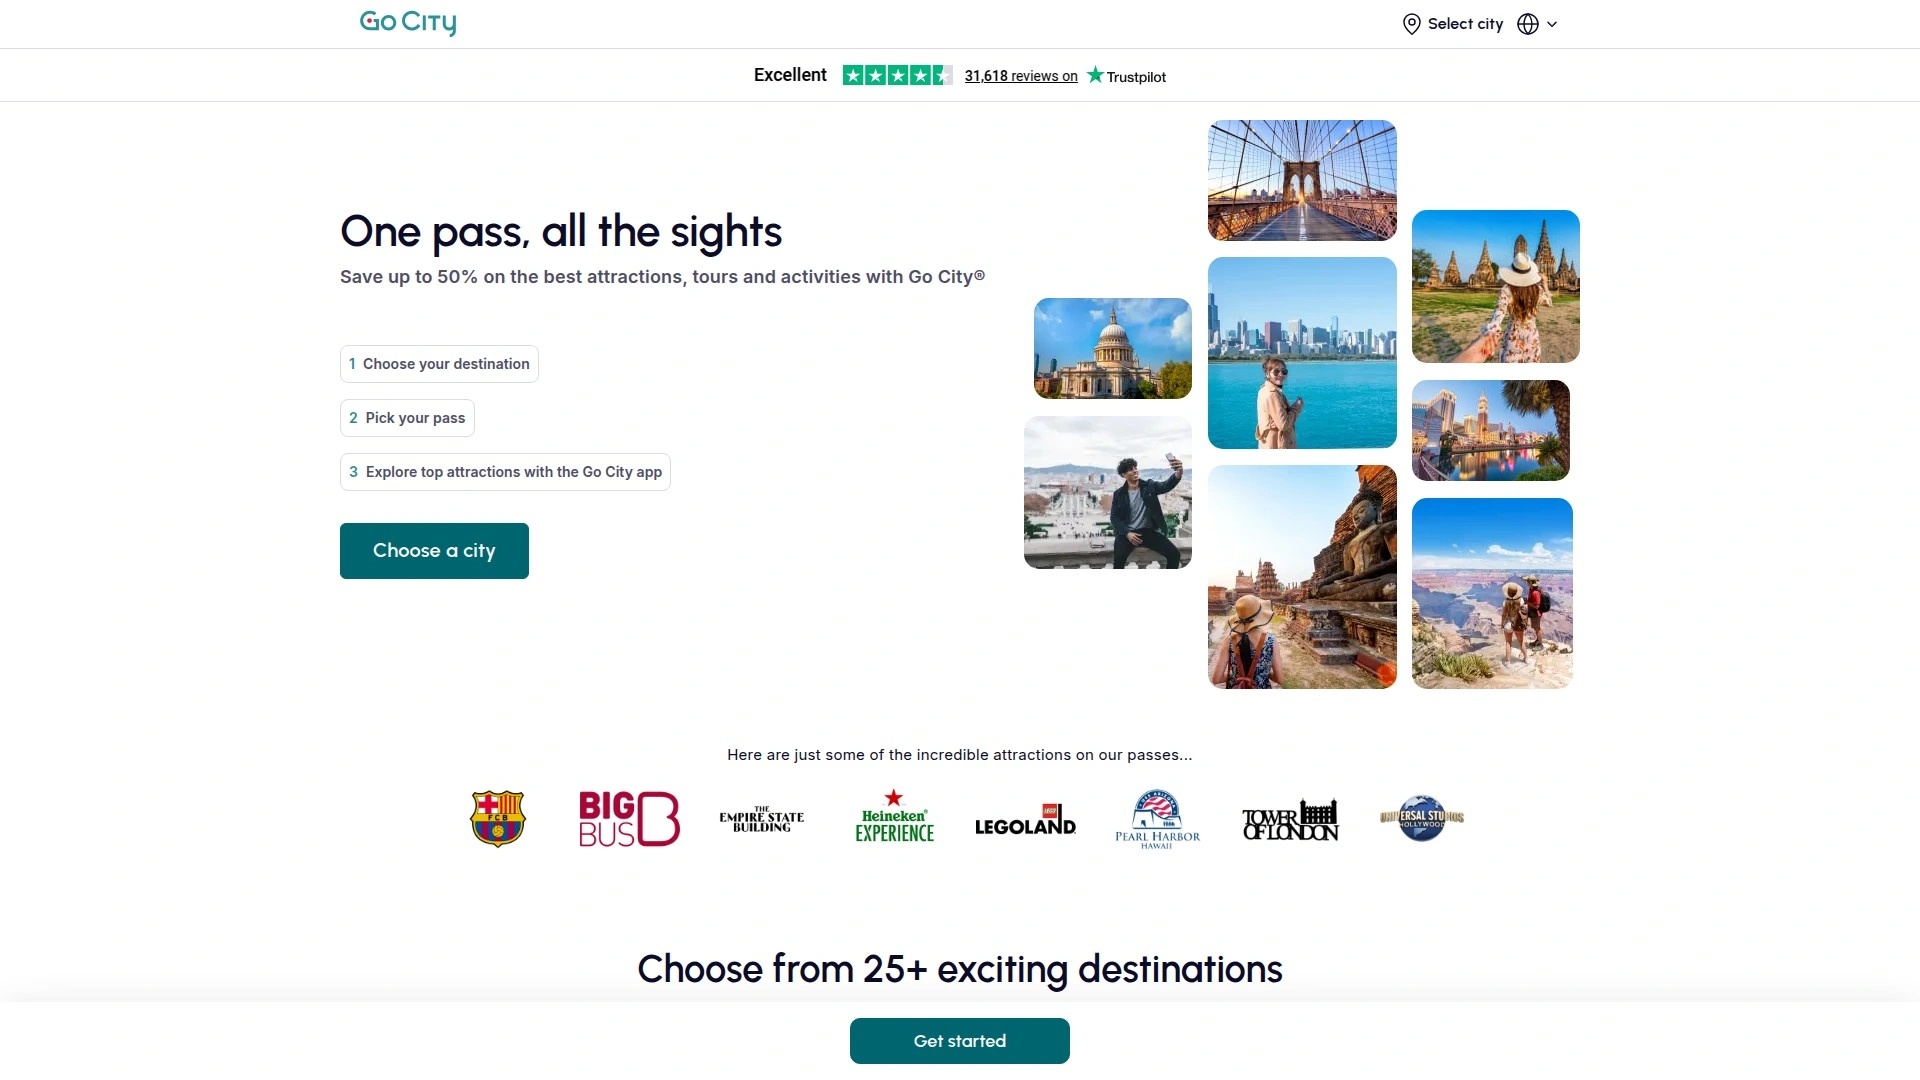 Go City
Select city
Excellent
31,618 reviews on Trustpilot
One pass, all the sights
Save up to 50% on the best attractions, tours and activities with Go City®
1 Choose your destination
2 Pick your pass
3 Explore top attractions with the Go City app
Choose a city
Here are just some of the incredible attractions on our passes...
FCB
BIG
BUS
THE
EMPIRE STATE
BUILDING
Heineken®
EXPERIENCE
LEGO
LEGOLAND
PEARL HARBOR
HAWAII
TOWER
OF LONDON
UNIVERSAL STUDIOS
HOLLYWOOD
Choose from 25+ exciting destinations
Get started